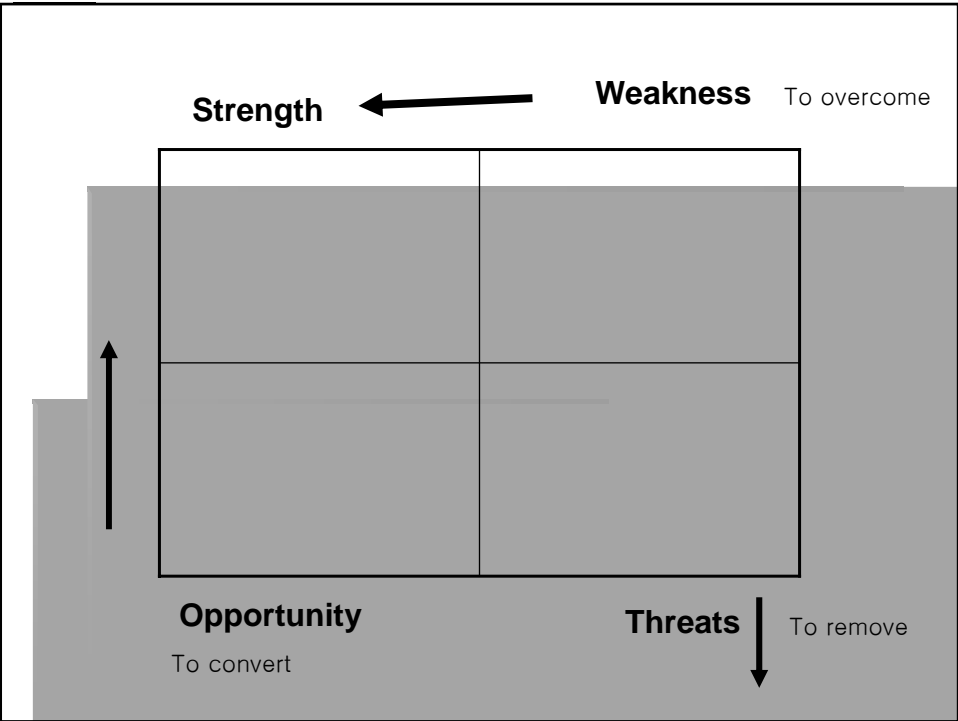 Strength
Weakness To overcome
Opportunity
To convert
Threats To remove